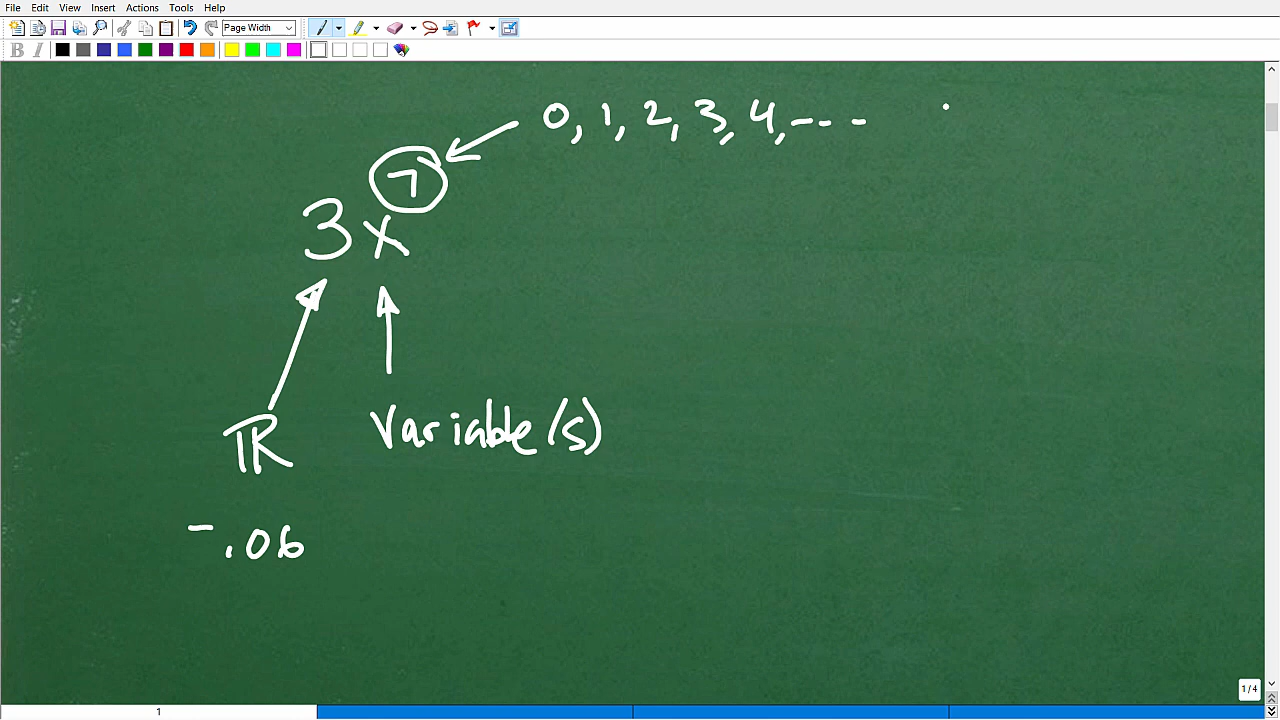 File Edit View Insert Actions Tools Help
Page Width
B I
0, 1, 2, 3, 4, ---
3x⁷
ℝ Variable(s)
-.06
1/4
1